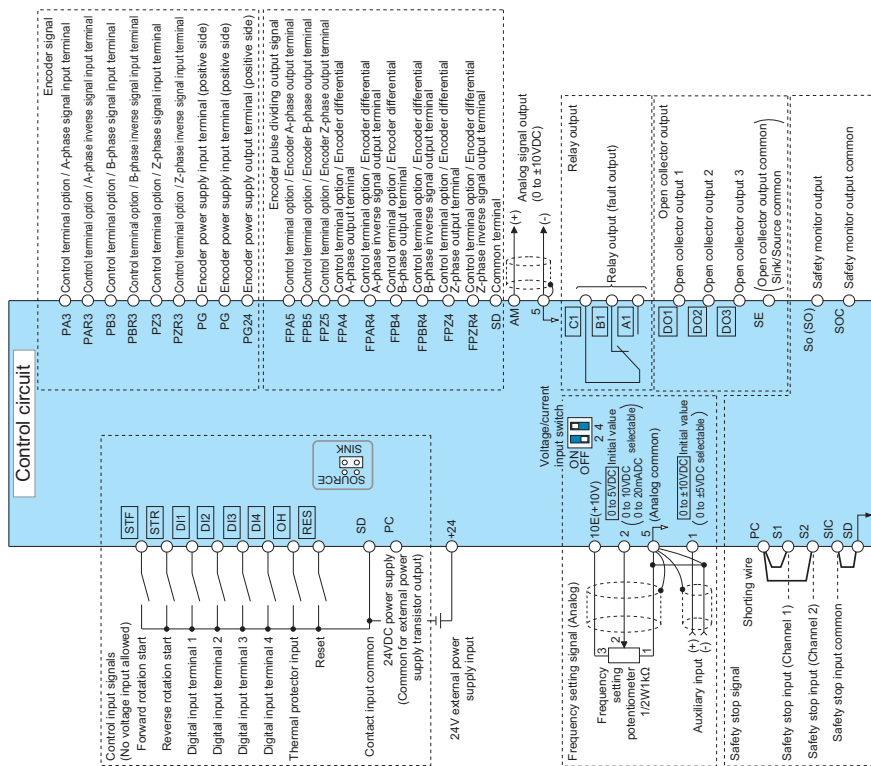 Control circuit
Control input signals
(No voltage input allowed)
Forward rotation start
STF
Reverse rotation start
STR
Digital input terminal 1
DI1
Digital input terminal 2
DI2
Digital input terminal 3
DI3
Digital input terminal 4
DI4
Thermal protector input
OH
Reset
RES
SOURCE
SINK
Contact input common
SD
24VDC power supply
(Common for external power
supply transistor output)
PC
24V external power
supply input
+24
Frequency setting signal (Analog)
Frequency
setting
potentiometer
1/2W1kΩ
3
2
1
Voltage/current
input switch
ON
OFF
2 4
10E(+10V)
2
0 to 5VDC Initial value
0 to 10VDC
0 to 20mADC selectable
5
(Analog common)
Auxiliary input
(+)
(-)
1
0 to ±10VDC Initial value
0 to ±5VDC selectable
Safety stop signal
Shorting wire
PC
Safety stop input (Channel 1)
S1
Safety stop input (Channel 2)
S2
Safety stop input common
SIC
SD
Encoder signal
PA3
Control terminal option / A-phase signal input terminal
PAR3
Control terminal option / A-phase inverse signal input terminal
PB3
Control terminal option / B-phase signal input terminal
PBR3
Control terminal option / B-phase inverse signal input terminal
PZ3
Control terminal option / Z-phase signal input terminal
PZR3
Control terminal option / Z-phase inverse signal input terminal
PG
Encoder power supply input terminal (positive side)
PG
Encoder power supply input terminal (positive side)
PG24
Encoder power supply output terminal (positive side)
Encoder pulse dividing output signal
FPA5
Control terminal option / Encoder A-phase output terminal
FPB5
Control terminal option / Encoder B-phase output terminal
FPZ5
Control terminal option / Encoder Z-phase output terminal
FPA4
Control terminal option / Encoder differential
A-phase output terminal
FPAR4
Control terminal option / Encoder differential
A-phase inverse signal output terminal
FPB4
Control terminal option / Encoder differential
B-phase output terminal
FPBR4
Control terminal option / Encoder differential
B-phase inverse signal output terminal
FPZ4
Control terminal option / Encoder differential
Z-phase output terminal
FPZR4
Control terminal option / Encoder differential
Z-phase inverse signal output terminal
SD
Common terminal
AM
(+)
Analog signal output
(0 to ±10VDC)
5
(-)
Relay output
C1
B1
A1
Relay output (fault output)
Open collector output
DO1
Open collector output 1
DO2
Open collector output 2
DO3
Open collector output 3
SE
Open collector output common
Sink/Source common
So (SO)
Safety monitor output
SOC
Safety monitor output common